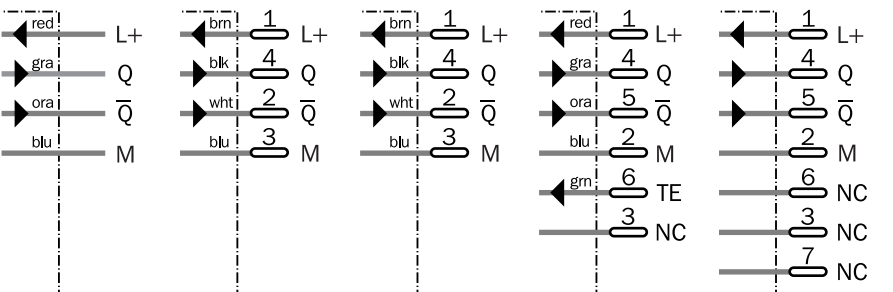 red L+
gra Q
ora Q̅
blu M
brn 1 L+
blk 4 Q
wht 2 Q̅
blu 3 M
brn 1 L+
blk 4 Q
wht 2 Q̅
blu 3 M
red 1 L+
gra 4 Q
ora 5 Q̅
blu 2 M
grn 6 TE
3 NC
1 L+
4 Q
5 Q̅
2 M
6 NC
3 NC
7 NC